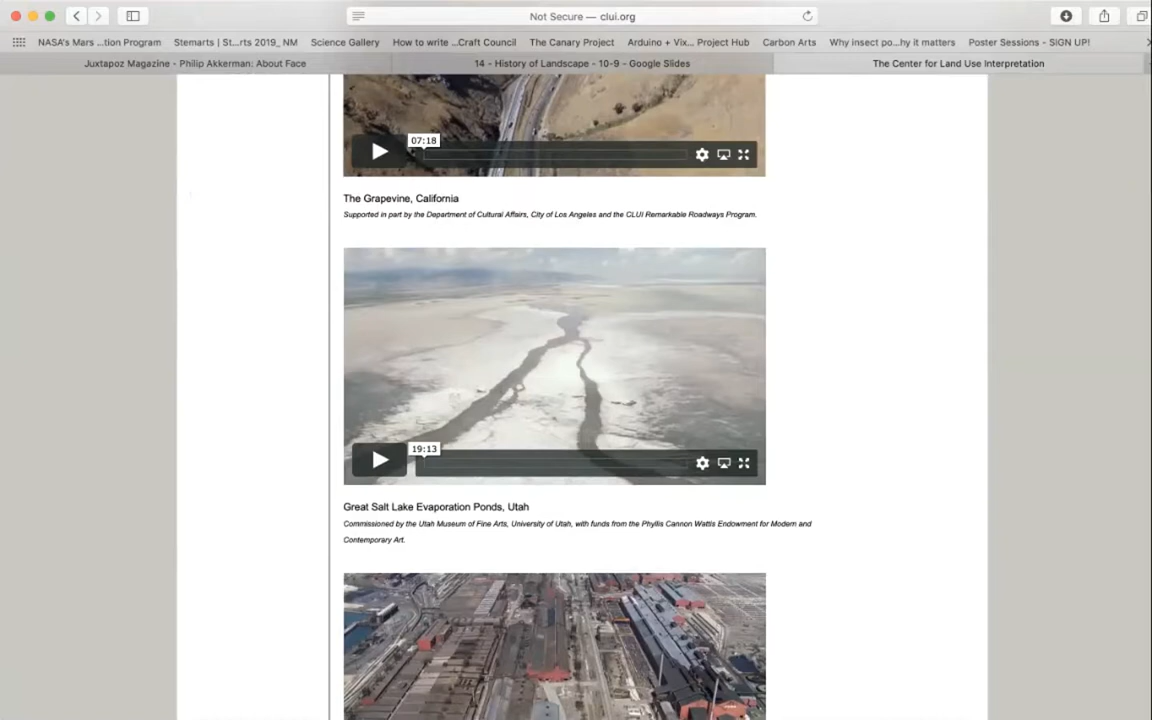 Not Secure — clui.org
NASA's Mars ...tion Program
Stemarts | St...rts 2019_ NM
Science Gallery
How to write ...Craft Council
The Canary Project
Arduino + Vix... Project Hub
Carbon Arts
Why insect po...hy it matters
Poster Sessions - SIGN UP!
Juxtapoz Magazine - Philip Akkerman: About Face
14 - History of Landscape - 10-9 - Google Slides
The Center for Land Use Interpretation
07:18
The Grapevine, California
Supported in part by the Department of Cultural Affairs, City of Los Angeles and the CLUI Remarkable Roadways Program.
19:13
Great Salt Lake Evaporation Ponds, Utah
Commissioned by the Utah Museum of Fine Arts, University of Utah, with funds from the Phyllis Cannon Wattis Endowment for Modern and
Contemporary Art.